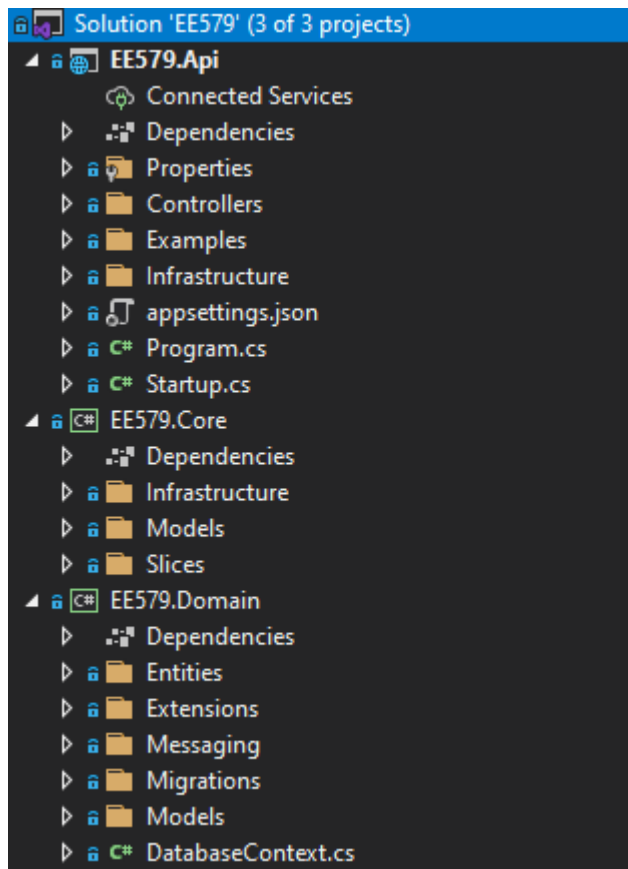 Solution 'EE579' (3 of 3 projects)
EE579.Api
Connected Services
Dependencies
Properties
Controllers
Examples
Infrastructure
appsettings.json
C# Program.cs
C# Startup.cs
C# EE579.Core
Dependencies
Infrastructure
Models
Slices
C# EE579.Domain
Dependencies
Entities
Extensions
Messaging
Migrations
Models
C# DatabaseContext.cs